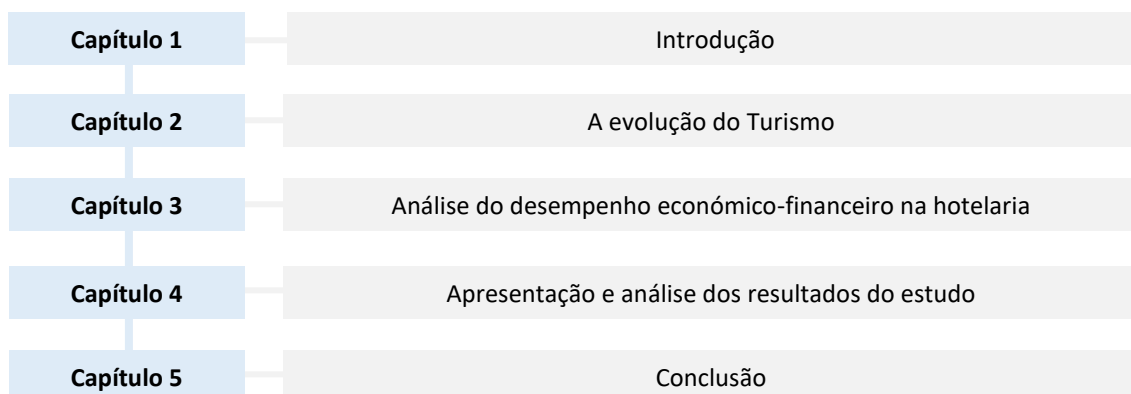 Capítulo 1
Introdução
Capítulo 2
A evolução do Turismo
Capítulo 3
Análise do desempenho económico-financeiro na hotelaria
Capítulo 4
Apresentação e análise dos resultados do estudo
Capítulo 5
Conclusão